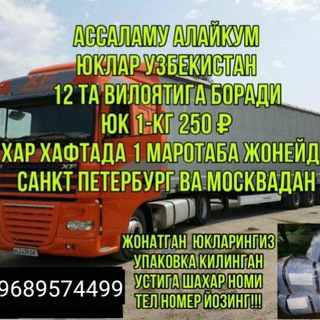 АССАЛАМУ АЛАЙКУМ
ЮКЛАР УЗБЕКИСТАН
12 ТА ВИЛОЯТИГА БОРАДИ
ЮК 1-КГ 250 ₽
ХАР ХАФТАДА 1 МАРОТАБА ЖОНЕЙД
САНКТ ПЕТЕРБУРГ ВА МОСКВАДАН
ЖОНАТГАН ЮКЛАРИНГИЗ
УПАКОВКА КИЛИНГАН
УСТИГА ШАХАР НОМИ
ТЕЛ НОМЕР ЙОЗИНГ!!!
9689574499
XF